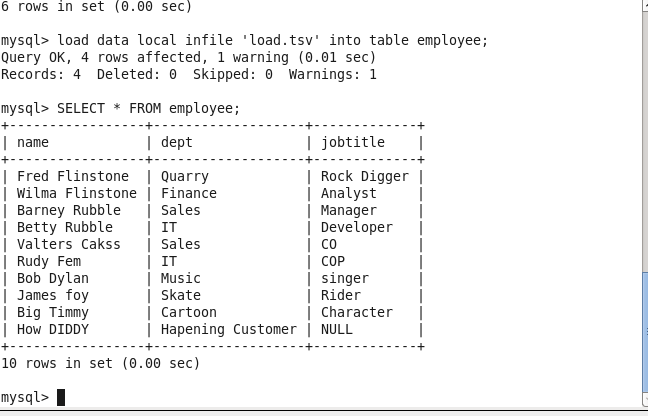 6 rows in set (0.00 sec)
mysql> load data local infile 'load.tsv' into table employee;
Query OK, 4 rows affected, 1 warning (0.01 sec)
Records: 4  Deleted: 0  Skipped: 0  Warnings: 1
mysql> SELECT * FROM employee;
+-----------------+-------------------+-------------+
| name            | dept              | jobtitle    |
+-----------------+-------------------+-------------+
| Fred Flinstone  | Quarry            | Rock Digger |
| Wilma Flinstone | Finance           | Analyst     |
| Barney Rubble   | Sales             | Manager     |
| Betty Rubble    | IT                | Developer   |
| Valters Cakss   | Sales             | CO          |
| Rudy Fem        | IT                | COP         |
| Bob Dylan       | Music             | singer      |
| James foy       | Skate             | Rider       |
| Big Timmy       | Cartoon           | Character   |
| How DIDDY       | Hapening Customer | NULL        |
+-----------------+-------------------+-------------+
10 rows in set (0.00 sec)
mysql>